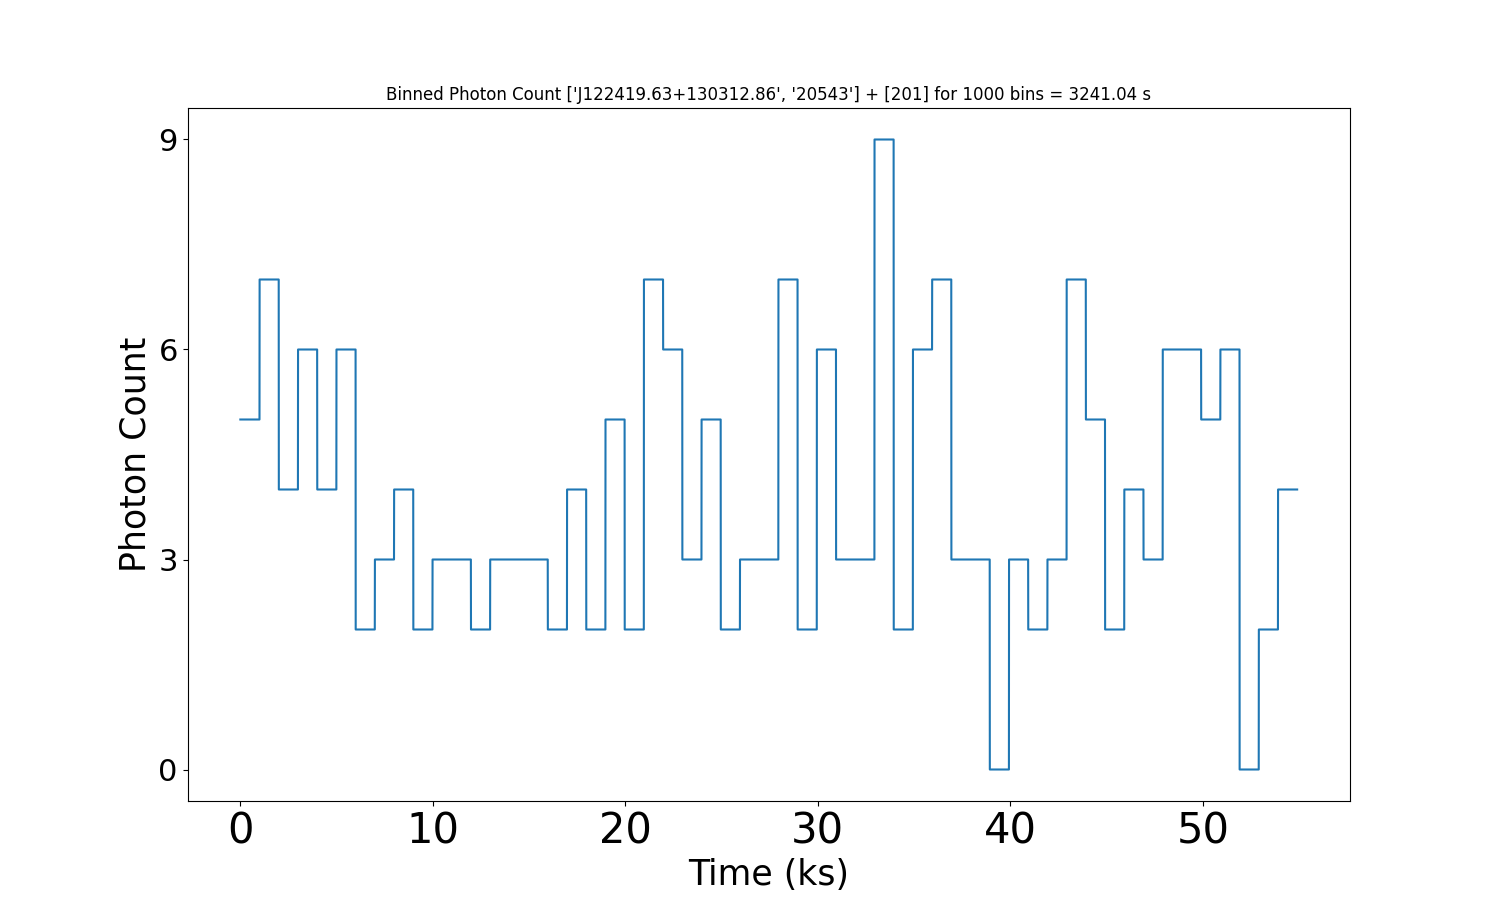 Binned Photon Count ['J122419.63+130312.86', '20543'] + [201] for 1000 bins = 3241.04 s
9
6
3
0
Photon Count
0 10 20 30 40 50
Time (ks)